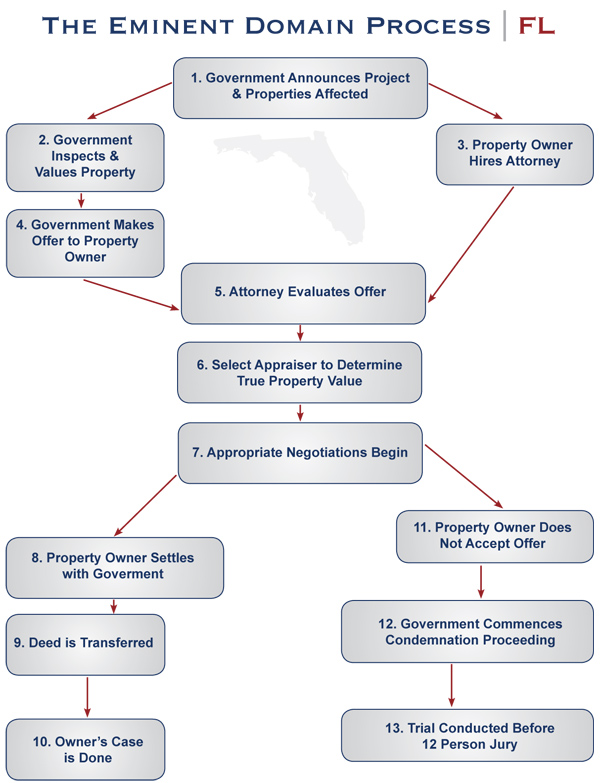 THE EMINENT DOMAIN PROCESS | FL
1. Government Announces Project
& Properties Affected
2. Government
Inspects &
Values Property
3. Property Owner
Hires Attorney
4. Government Makes
Offer to Property
Owner
5. Attorney Evaluates Offer
6. Select Appraiser to Determine
True Property Value
7. Appropriate Negotiations Begin
8. Property Owner Settles
with Goverment
9. Deed is Transferred
10. Owner's Case
is Done
11. Property Owner Does
Not Accept Offer
12. Government Commences
Condemnation Proceeding
13. Trial Conducted Before
12 Person Jury